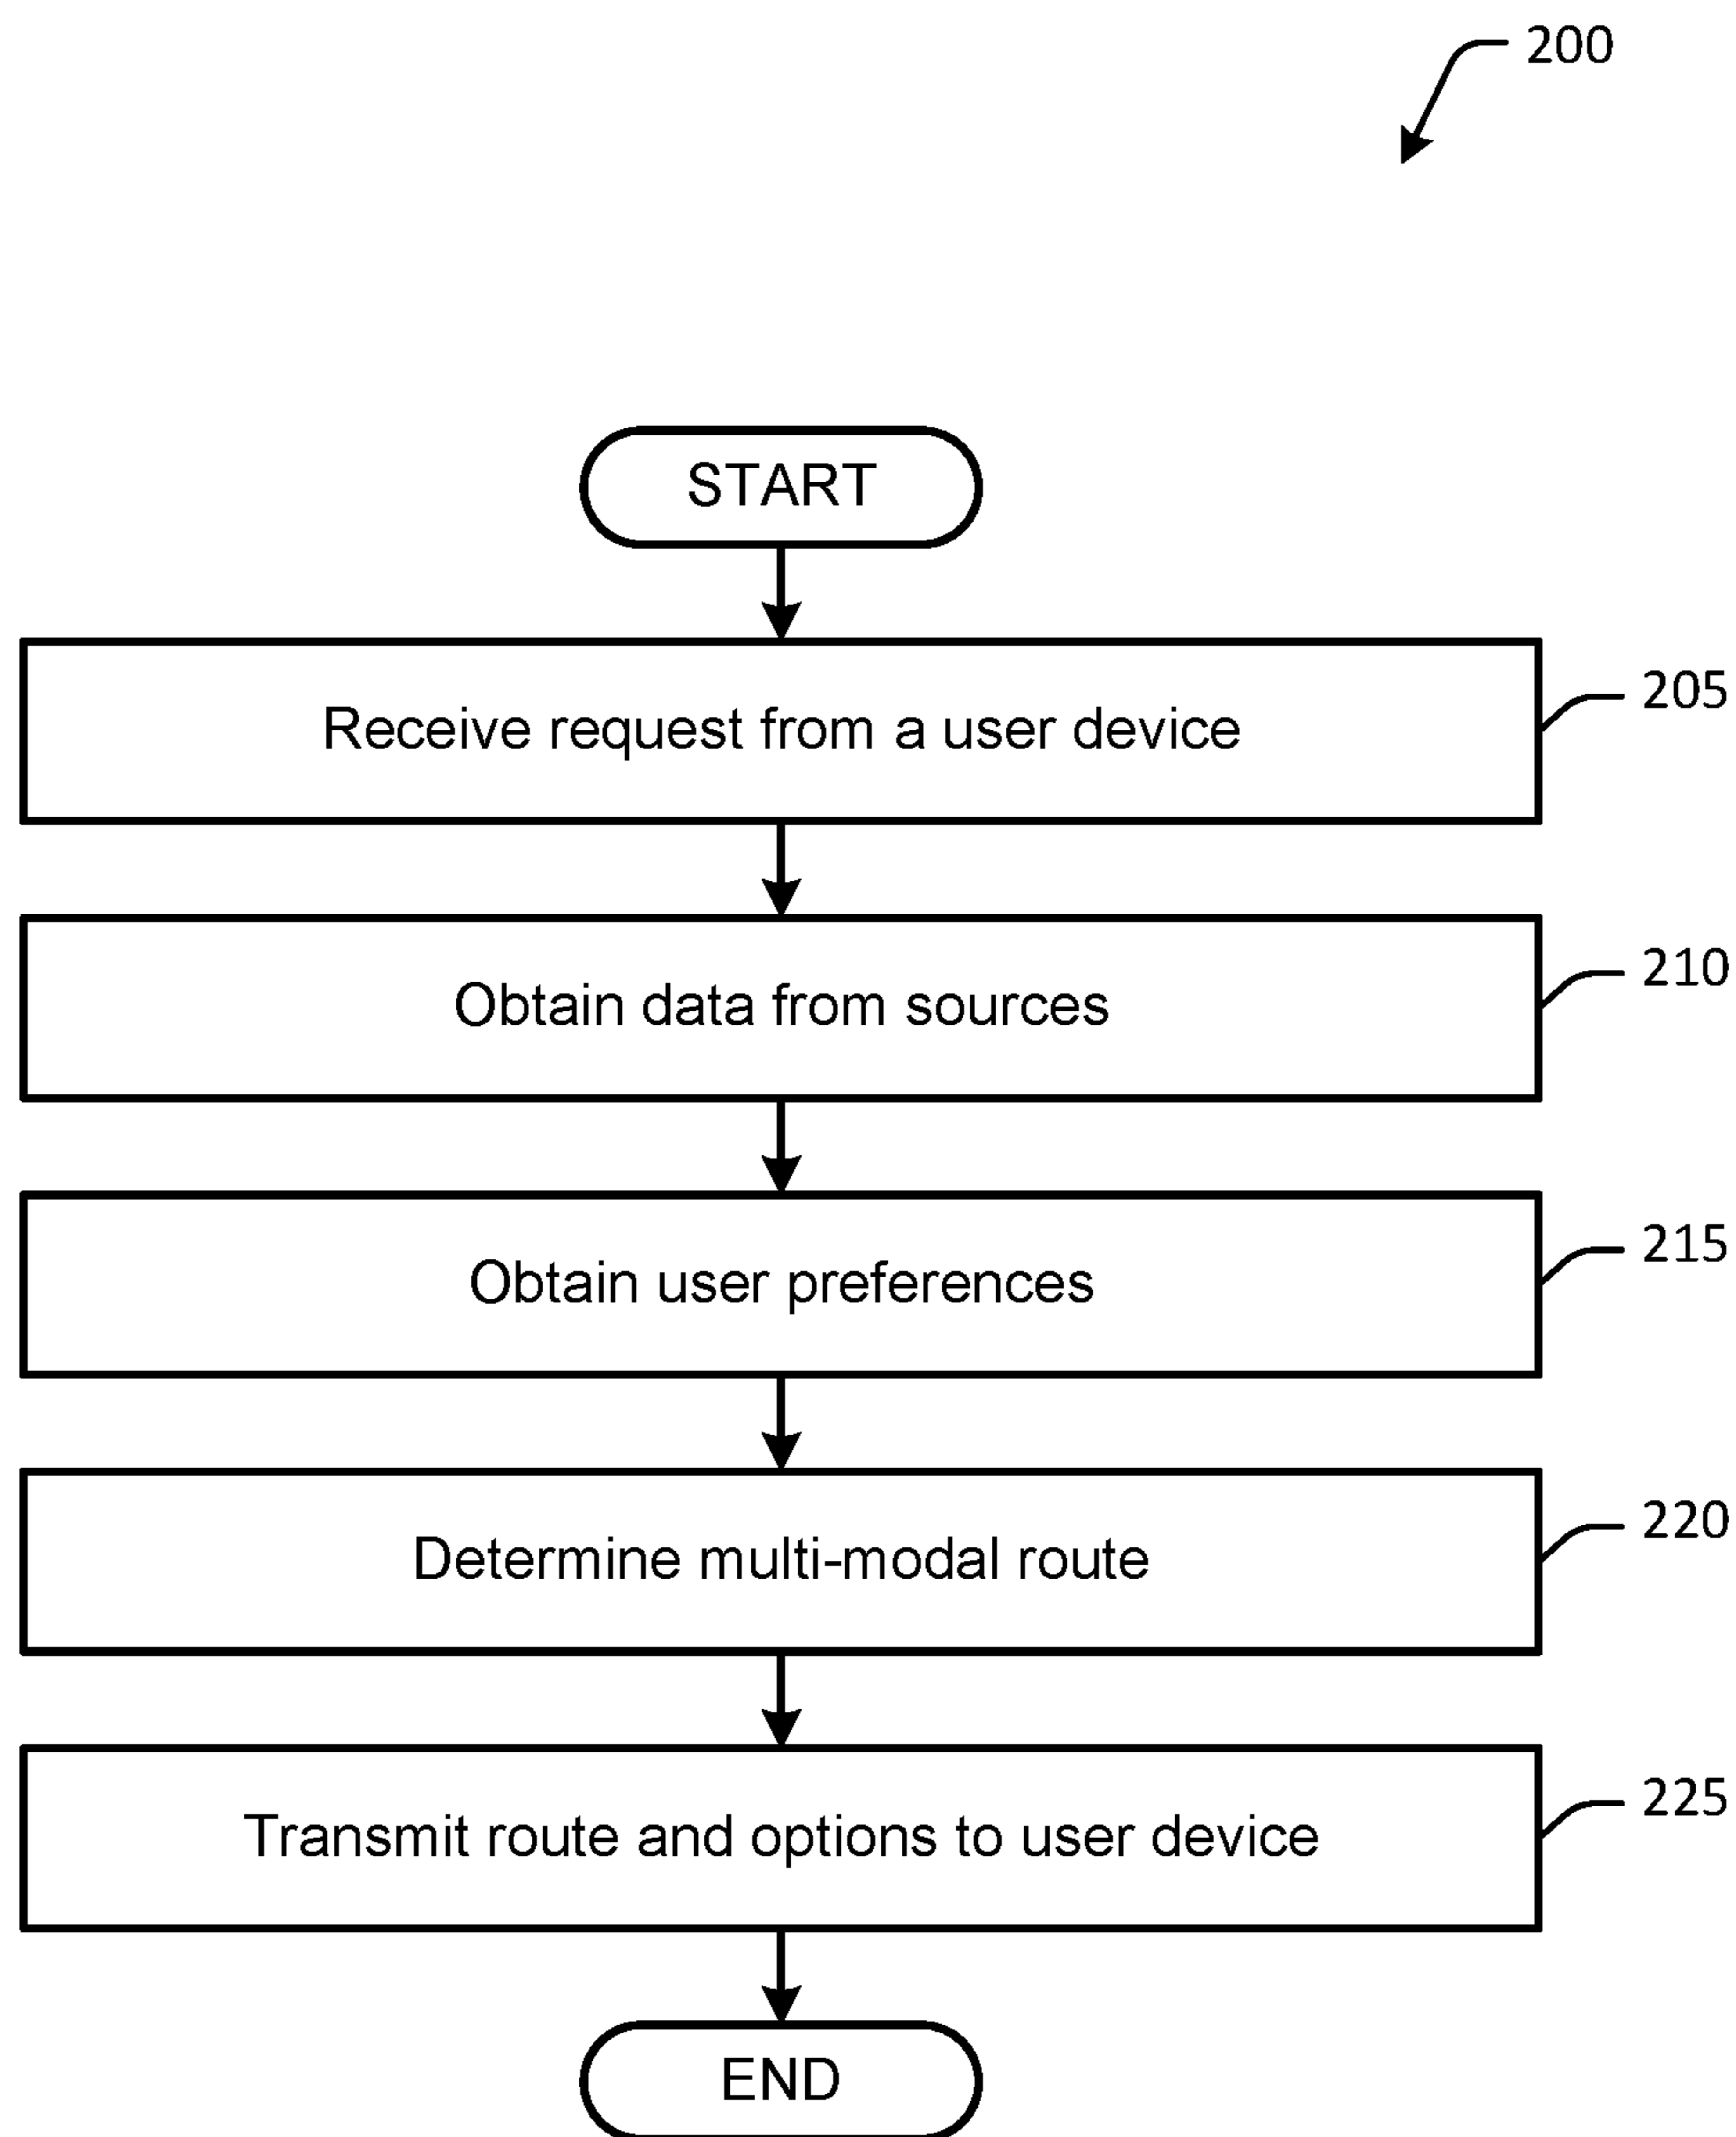 200
START
Receive request from a user device
205
Obtain data from sources
210
Obtain user preferences
215
Determine multi-modal route
220
Transmit route and options to user device
225
END